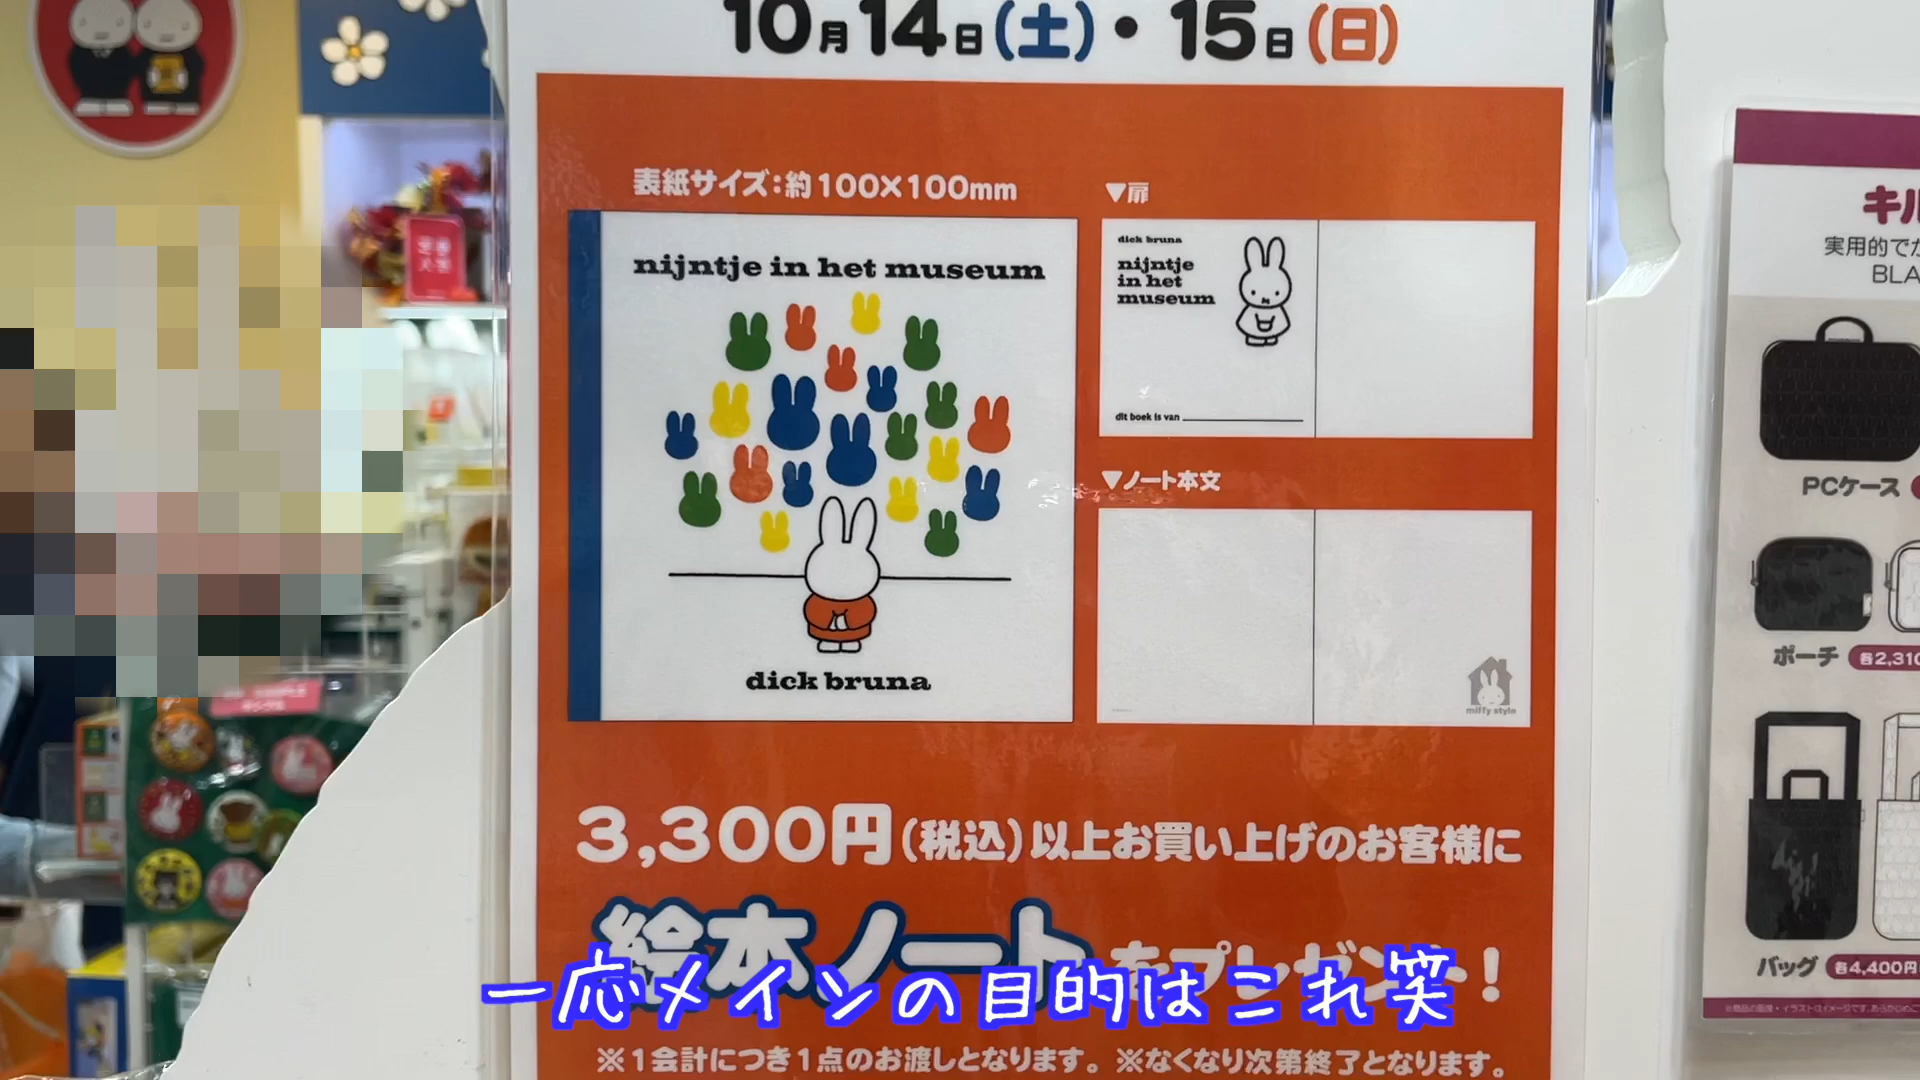 10月14日(土)・15日(日)
表紙サイズ:約100×100mm
nijntje in het museum
dick bruna
▼扉
dick bruna
nijntje
in het
museum
dit boek is van
▼ノート本文
miffy style
3,300円(税込)以上お買い上げのお客様に
絵本ノートをプレゼント!
一応メインの目的はこれ笑
※1会計につき1点のお渡しとなります。※なくなり次第終了となります。
キル
実用的でか
BLA
PCケース
ポーチ 各2,310
バッグ 各4,400円